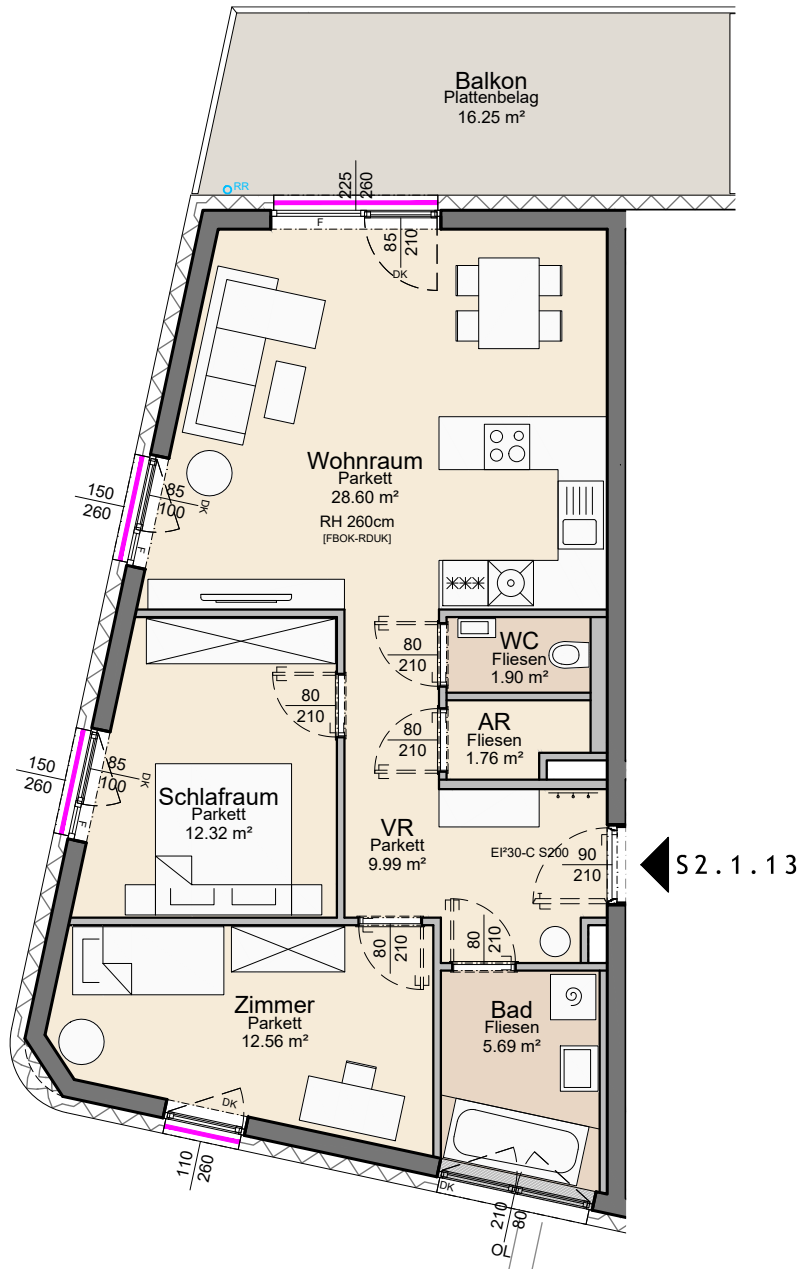 Balkon
Plattenbelag
16.25 m²
RR
225
260
F
85
210
DK
Wohnraum
Parkett
28.60 m²
RH 260cm
[FBOK-RDUK]
150
260
85
100
DK
F
WC
Fliesen
1.90 m²
80
210
80
210
AR
Fliesen
1.76 m²
80
210
150
260
85
100
DK
F
Schlafraum
Parkett
12.32 m²
VR
Parkett
9.99 m²
EI²30-C S200
90
210
S2.1.13
80
210
80
210
Zimmer
Parkett
12.56 m²
Bad
Fliesen
5.69 m²
DK
110
260
DK
210
80
OL